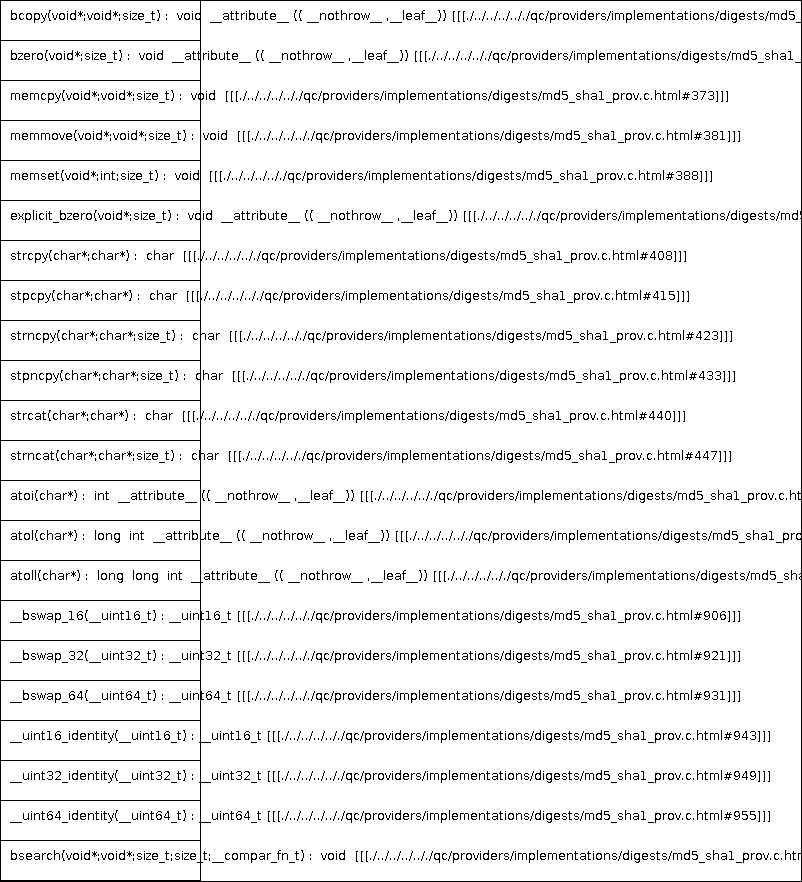 bcopy(void*;void*;size_t) : void __attribute__ (( __nothrow__ ,__leaf__)) [[[./../../../../qc/providers/implementations/digests/md5_
bzero(void*;size_t) : void __attribute__ (( __nothrow__ ,__leaf__)) [[[./../../../../qc/providers/implementations/digests/md5_sha1_
memcpy(void*;void*;size_t) : void [[[./../../../../qc/providers/implementations/digests/md5_sha1_prov.c.html#373]]]
memmove(void*;void*;size_t) : void [[[./../../../../qc/providers/implementations/digests/md5_sha1_prov.c.html#381]]]
memset(void*;int;size_t) : void [[[./../../../../qc/providers/implementations/digests/md5_sha1_prov.c.html#388]]]
explicit_bzero(void*;size_t) : void __attribute__ (( __nothrow__ ,__leaf__)) [[[./../../../../qc/providers/implementations/digests/md5
strcpy(char*;char*) : char [[[./../../../../qc/providers/implementations/digests/md5_sha1_prov.c.html#408]]]
stpcpy(char*;char*) : char [[[./../../../../qc/providers/implementations/digests/md5_sha1_prov.c.html#415]]]
strncpy(char*;char*;size_t) : char [[[./../../../../qc/providers/implementations/digests/md5_sha1_prov.c.html#423]]]
stpncpy(char*;char*;size_t) : char [[[./../../../../qc/providers/implementations/digests/md5_sha1_prov.c.html#433]]]
strcat(char*;char*) : char [[[./../../../../qc/providers/implementations/digests/md5_sha1_prov.c.html#440]]]
strncat(char*;char*;size_t) : char [[[./../../../../qc/providers/implementations/digests/md5_sha1_prov.c.html#447]]]
atoi(char*) : int __attribute__ (( __nothrow__ ,__leaf__)) [[[./../../../../qc/providers/implementations/digests/md5_sha1_prov.c.ht
atol(char*) : long int __attribute__ (( __nothrow__ ,__leaf__)) [[[./../../../../qc/providers/implementations/digests/md5_sha1_pro
atoll(char*) : long long int __attribute__ (( __nothrow__ ,__leaf__)) [[[./../../../../qc/providers/implementations/digests/md5_sha
__bswap_16(__uint16_t) : __uint16_t [[[./../../../../qc/providers/implementations/digests/md5_sha1_prov.c.html#906]]]
__bswap_32(__uint32_t) : __uint32_t [[[./../../../../qc/providers/implementations/digests/md5_sha1_prov.c.html#921]]]
__bswap_64(__uint64_t) : __uint64_t [[[./../../../../qc/providers/implementations/digests/md5_sha1_prov.c.html#931]]]
__uint16_identity(__uint16_t) : __uint16_t [[[./../../../../qc/providers/implementations/digests/md5_sha1_prov.c.html#943]]]
__uint32_identity(__uint32_t) : __uint32_t [[[./../../../../qc/providers/implementations/digests/md5_sha1_prov.c.html#949]]]
__uint64_identity(__uint64_t) : __uint64_t [[[./../../../../qc/providers/implementations/digests/md5_sha1_prov.c.html#955]]]
bsearch(void*;void*;size_t;size_t;__compar_fn_t) : void [[[./../../../../qc/providers/implementations/digests/md5_sha1_prov.c.htm